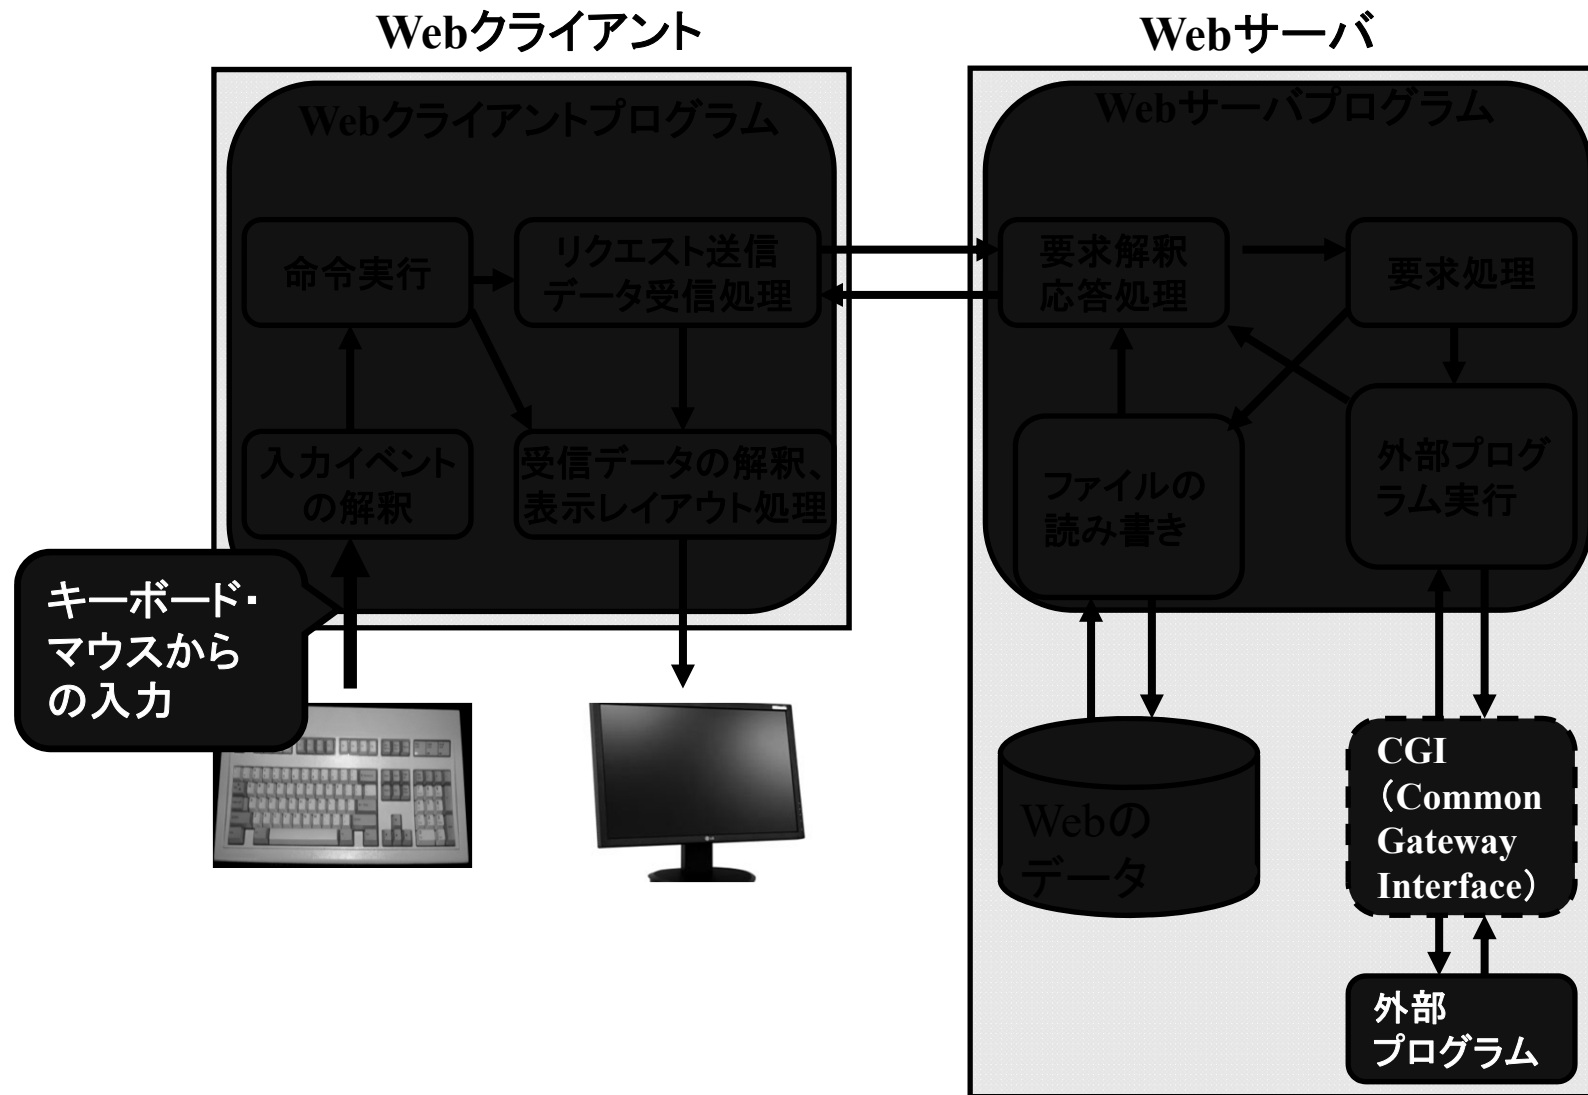 Webクライアント
Webサーバ
Webクライアントプログラム
Webサーバプログラム
命令実行
リクエスト送信
データ受信処理
要求解釈
応答処理
要求処理
入力イベント
の解釈
受信データの解釈、
表示レイアウト処理
ファイルの
読み書き
外部プログ
ラム実行
キーボード・
マウスから
の入力
Webの
データ
CGI
（Common
Gateway
Interface）
外部
プログラム